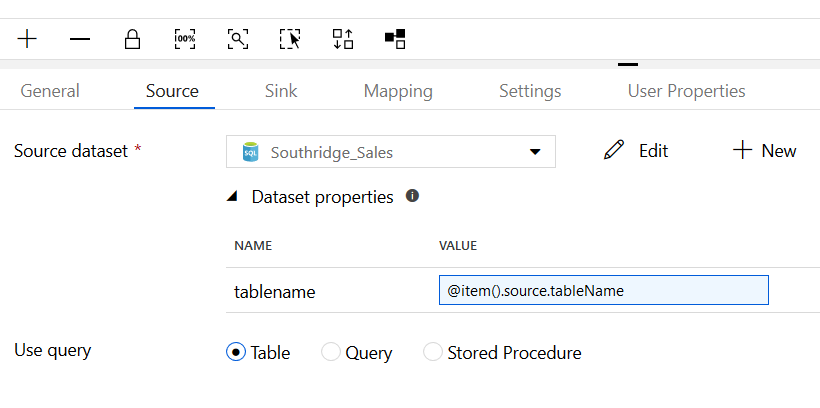 100%
General Source Sink Mapping Settings User Properties
Source dataset * SQL Southridge_Sales Edit New
Dataset properties i
NAME VALUE
tablename @item().source.tableName
Use query Table Query Stored Procedure